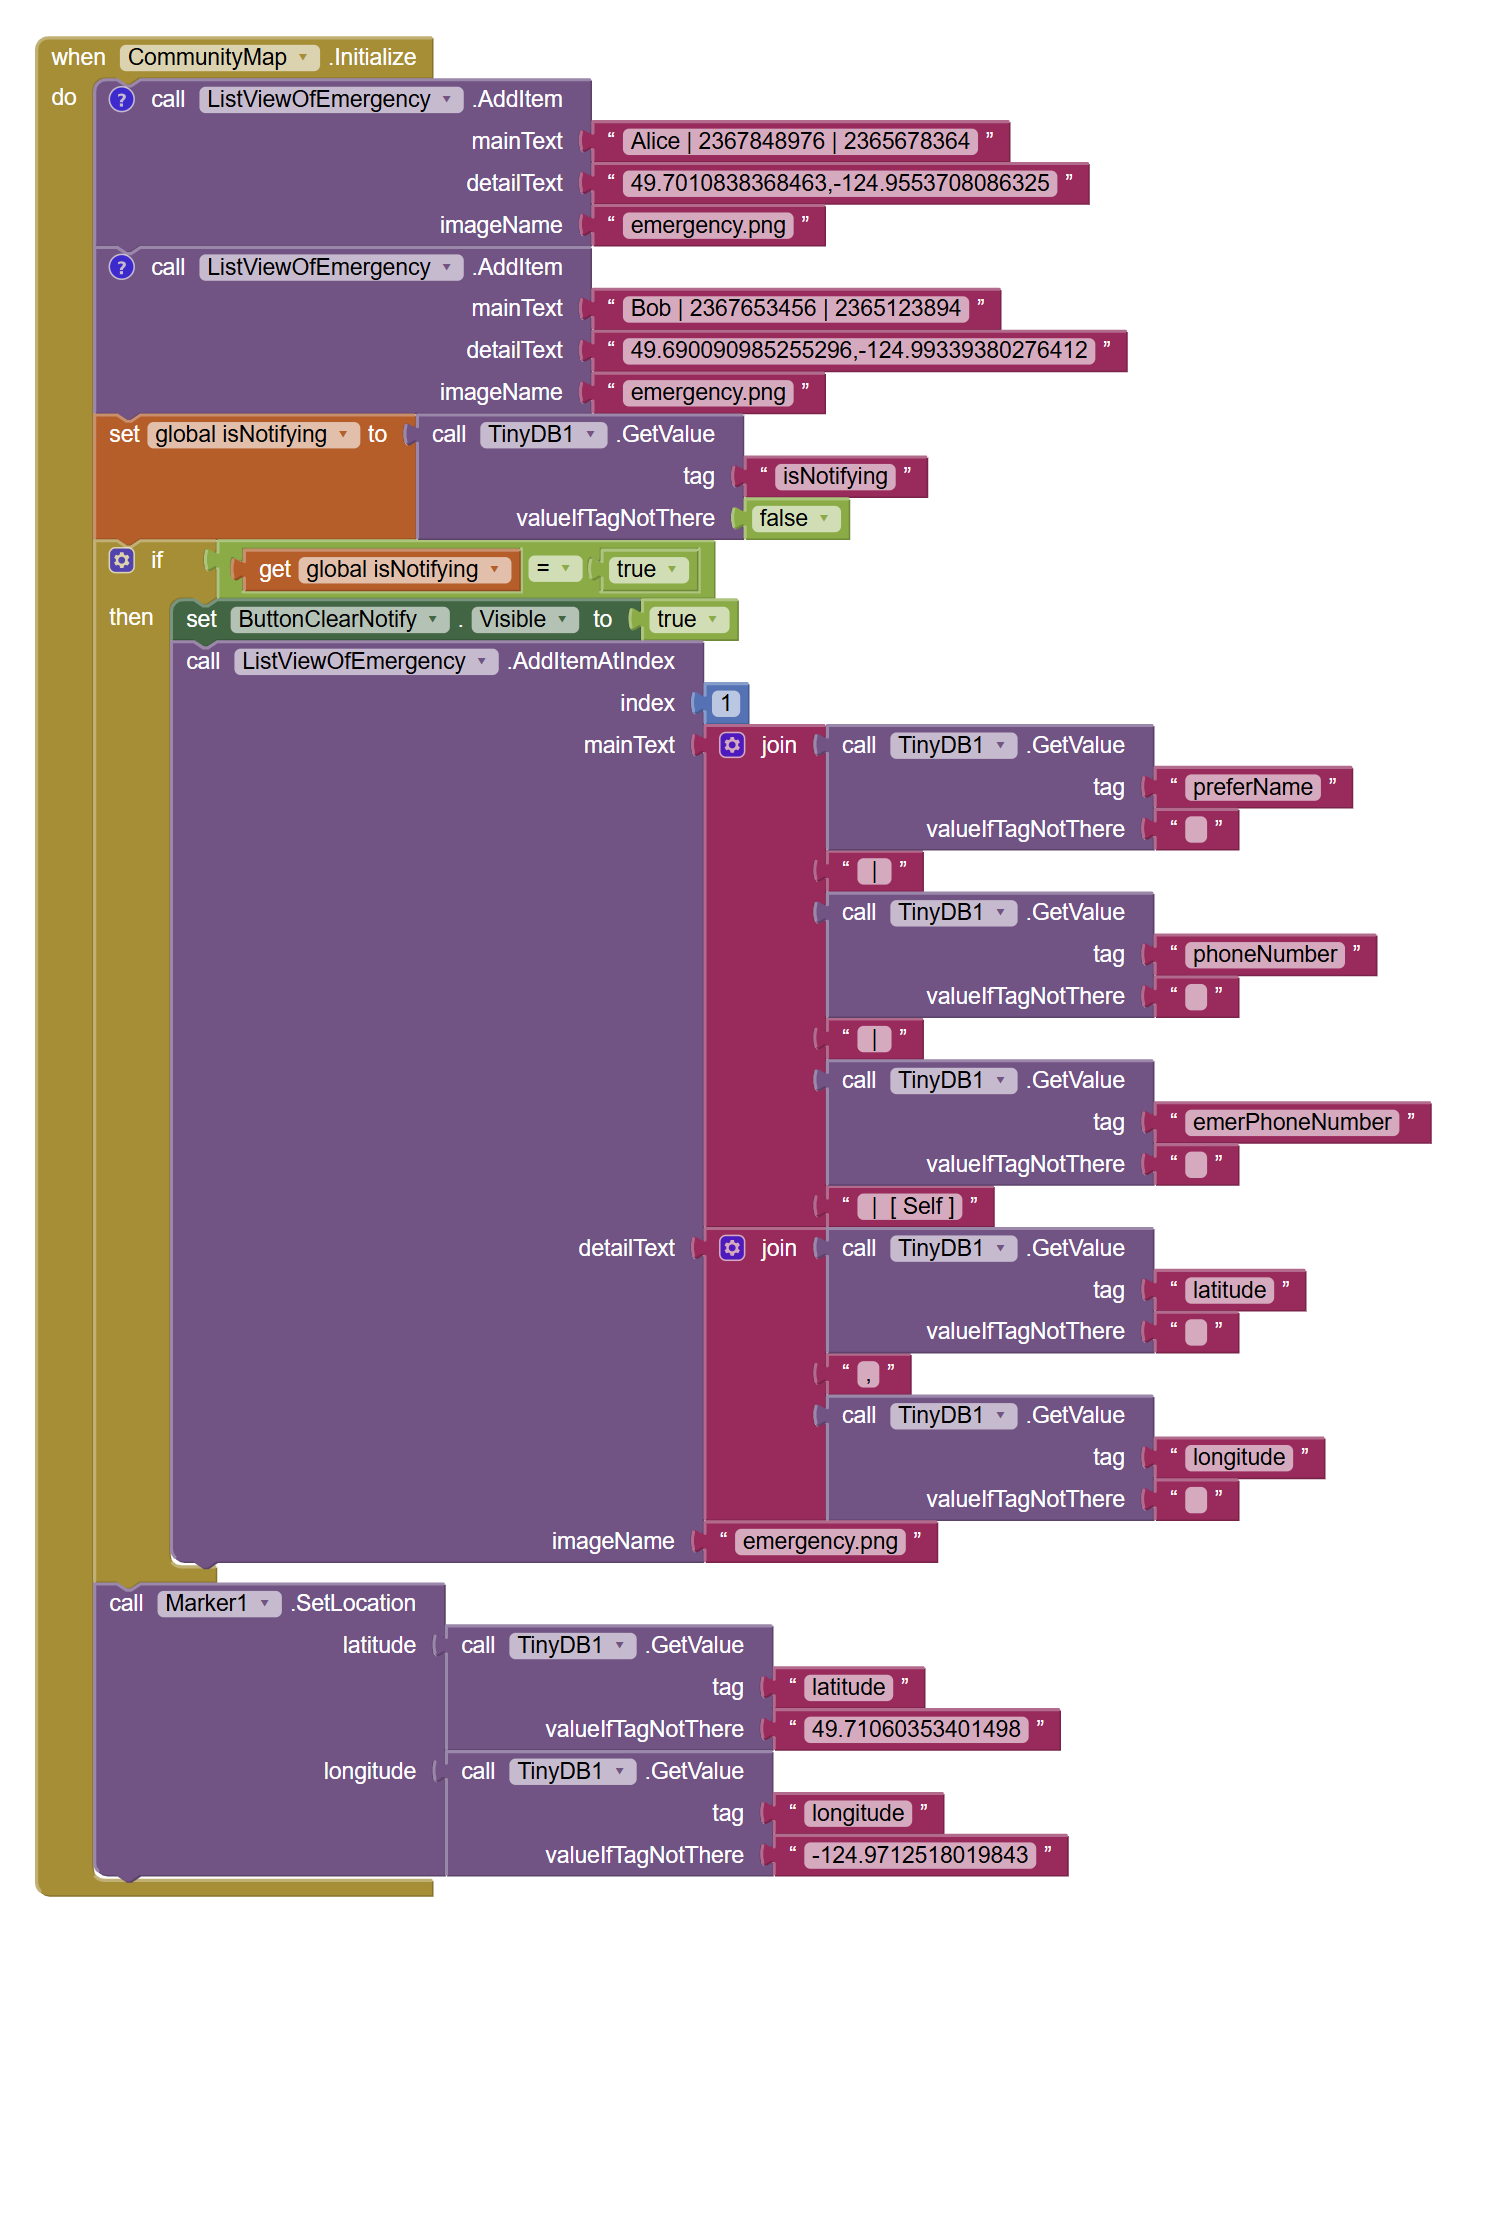 when CommunityMap .Initialize
do ? call ListViewOfEmergency .AddItem
mainText “ Alice | 2367848976 | 2365678364 ”
detailText “ 49.7010838368463,-124.9553708086325 ”
imageName “ emergency.png ”
? call ListViewOfEmergency .AddItem
mainText “ Bob | 2367653456 | 2365123894 ”
detailText “ 49.690090985255296,-124.99339380276412 ”
imageName “ emergency.png ”
set global isNotifying to call TinyDB1 .GetValue
tag “ isNotifying ”
valueIfTagNotThere false
if get global isNotifying = true
then set ButtonClearNotify . Visible to true
call ListViewOfEmergency .AddItemAtIndex
index 1
mainText join call TinyDB1 .GetValue
tag “ preferName ”
valueIfTagNotThere “ ”
“ | ”
call TinyDB1 .GetValue
tag “ phoneNumber ”
valueIfTagNotThere “ ”
“ | ”
call TinyDB1 .GetValue
tag “ emerPhoneNumber ”
valueIfTagNotThere “ ”
“ | [ Self ] ”
detailText join call TinyDB1 .GetValue
tag “ latitude ”
valueIfTagNotThere “ ”
“ , ”
call TinyDB1 .GetValue
tag “ longitude ”
valueIfTagNotThere “ ”
imageName “ emergency.png ”
call Marker1 .SetLocation
latitude call TinyDB1 .GetValue
tag “ latitude ”
valueIfTagNotThere “ 49.71060353401498 ”
longitude call TinyDB1 .GetValue
tag “ longitude ”
valueIfTagNotThere “ -124.9712518019843 ”